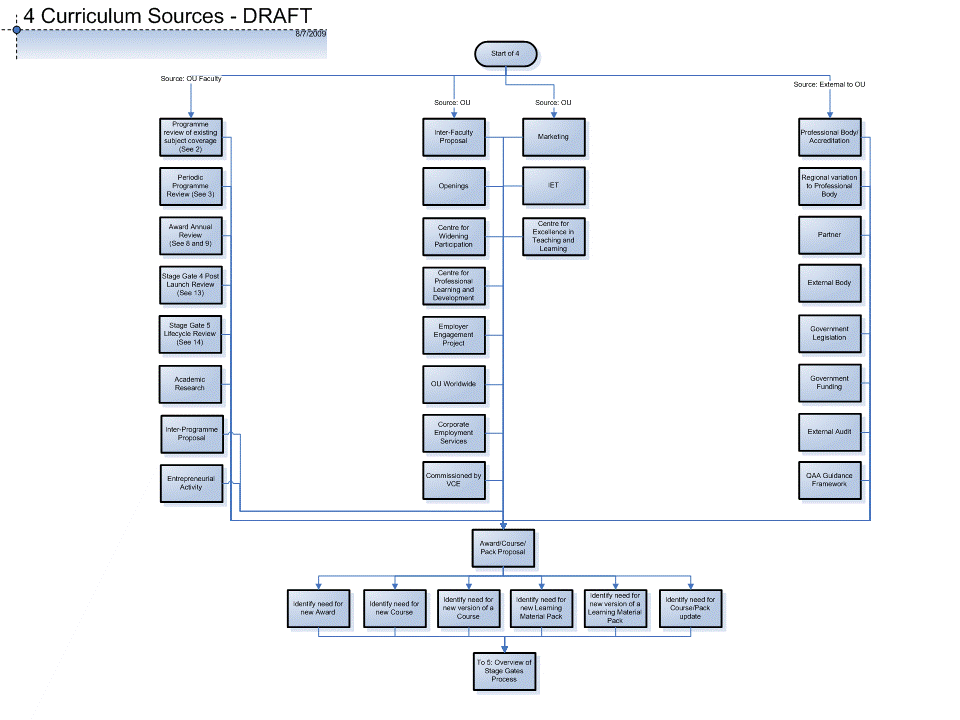 4 Curriculum Sources - DRAFT
8/7/2009
Start of 4
Source: OU Faculty
Source: OU
Source: OU
Source: External to OU
Programme
review of existing
subject coverage
(See 2)
Periodic
Programme
Review (See 3)
Award Annual
Review
(See 8 and 9)
Stage Gate 4 Post
Launch Review
(See 13)
Stage Gate 5
Lifecycle Review
(See 14)
Academic
Research
Inter-Programme
Proposal
Entrepreneurial
Activity
Inter-Faculty
Proposal
Openings
Centre for
Widening
Participation
Centre for
Professional
Learning and
Development
Employer
Engagement
Project
OU Worldwide
Corporate
Employment
Services
Commissioned by
VCE
Marketing
IET
Centre for
Excellence in
Teaching and
Learning
Professional Body/
Accreditation
Regional variation
to Professional
Body
Partner
External Body
Government
Legislation
Government
Funding
External Audit
QAA Guidance
Framework
Award/Course/
Pack Proposal
Identify need for
new Award
Identify need for
new Course
Identify need for
new version of a
Course
Identify need for
new Learning
Material Pack
Identify need for
new version of a
Learning Material
Pack
Identify need for
Course/Pack
update
To 5: Overview of
Stage Gates
Process